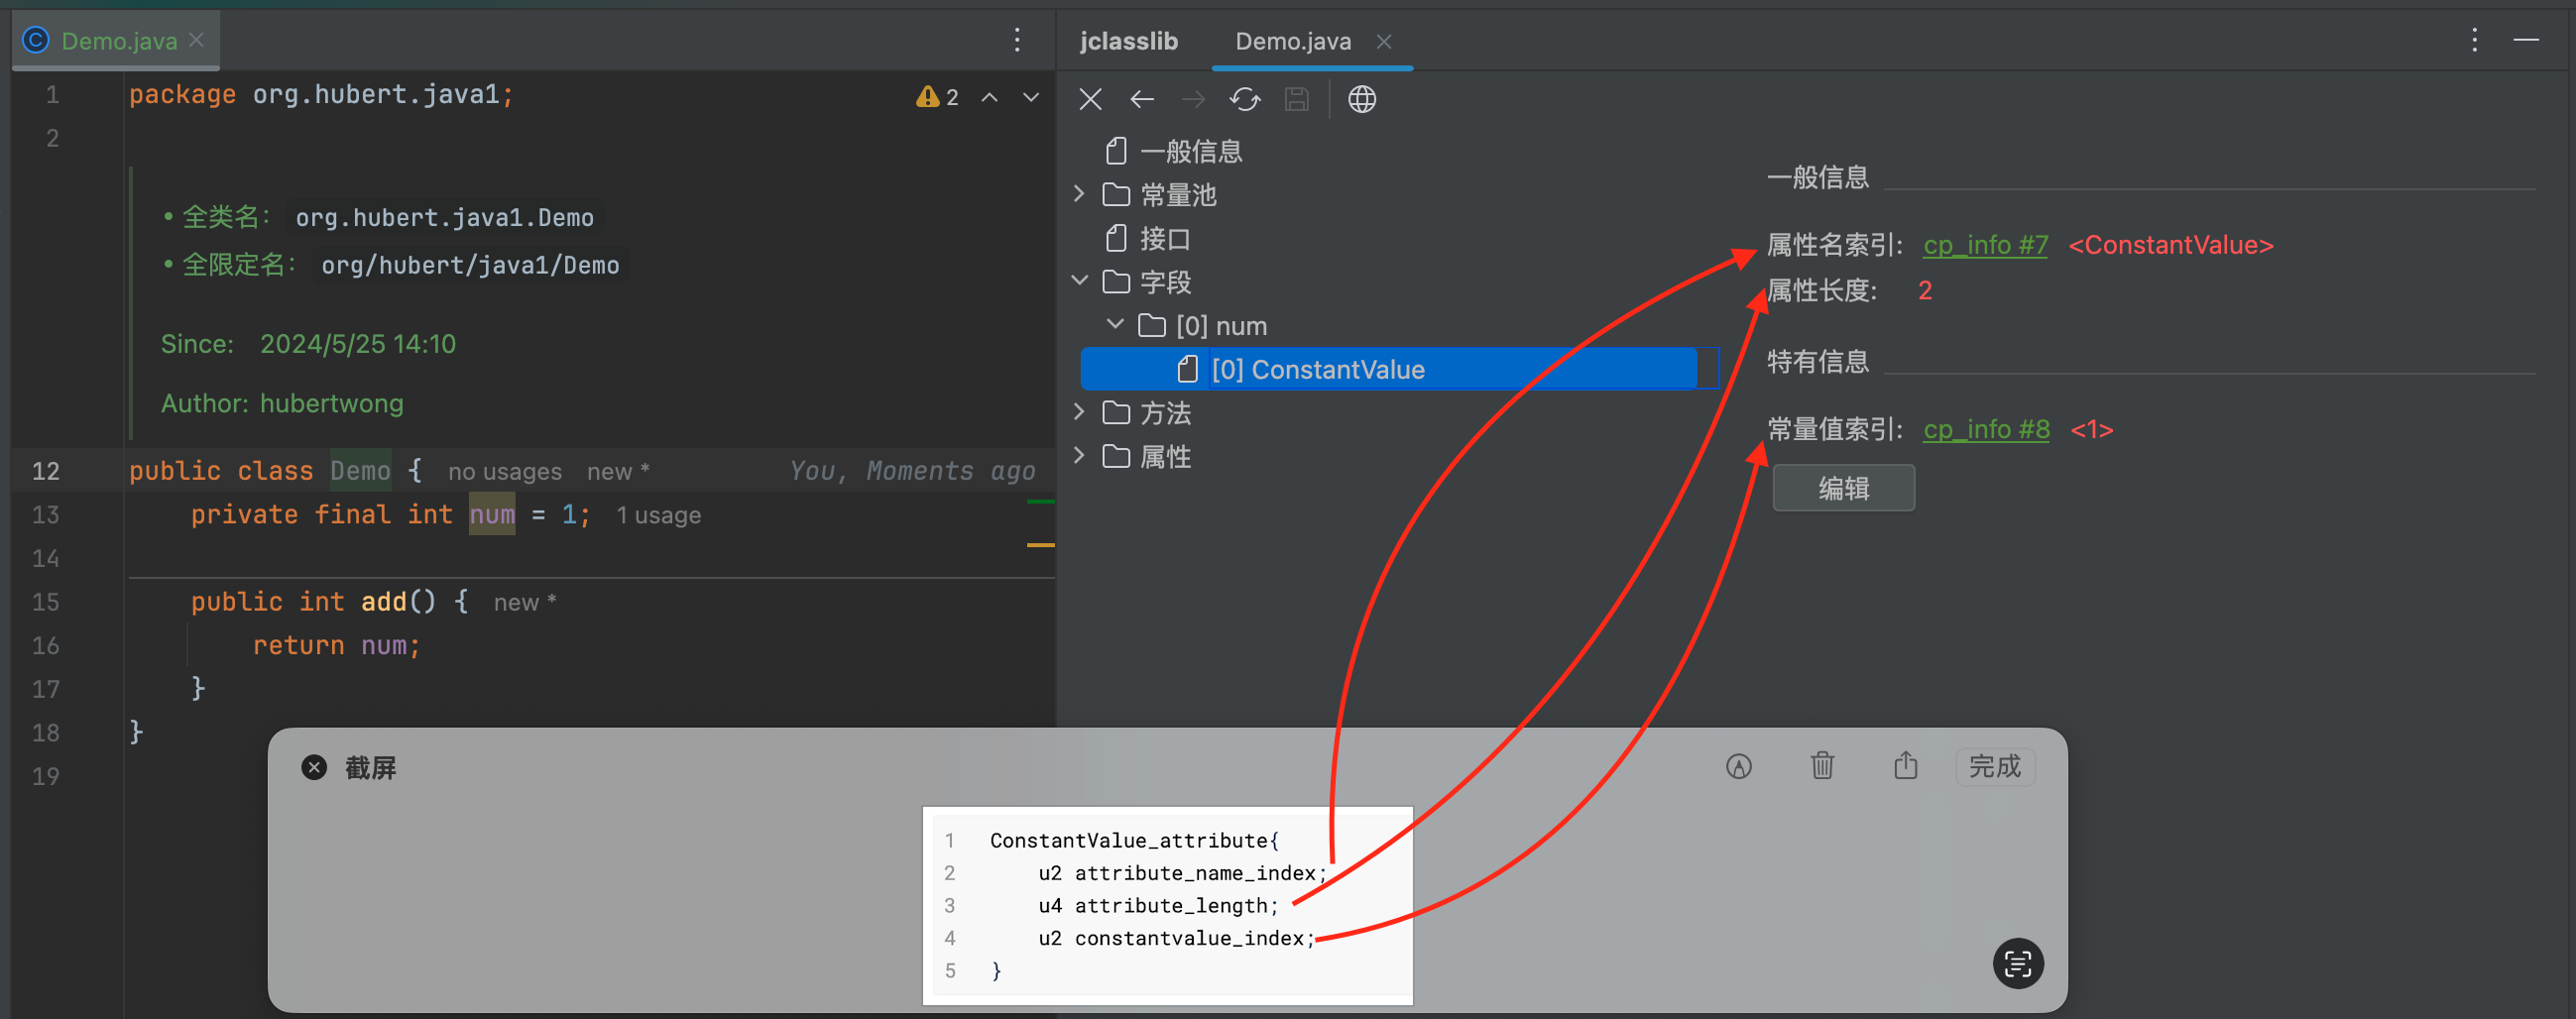 Demo.java
1 package org.hubert.java1;
2
2
• 全类名: org.hubert.java1.Demo
• 全限定名: org/hubert/java1/Demo
Since: 2024/5/25 14:10
Author: hubertwong
12 public class Demo { no usages new * You, Moments ago
13 private final int num = 1; 1 usage
14
15 public int add() { new *
16 return num;
17 }
18 }
19
jclasslib Demo.java
一般信息
常量池
接口
字段
[0] num
[0] ConstantValue
方法
属性
一般信息
属性名索引: cp_info #7 <ConstantValue>
属性长度: 2
特有信息
常量值索引: cp_info #8 <1>
编辑
截屏
完成
1 ConstantValue_attribute{
2 u2 attribute_name_index;
3 u4 attribute_length;
4 u2 constantvalue_index;
5 }